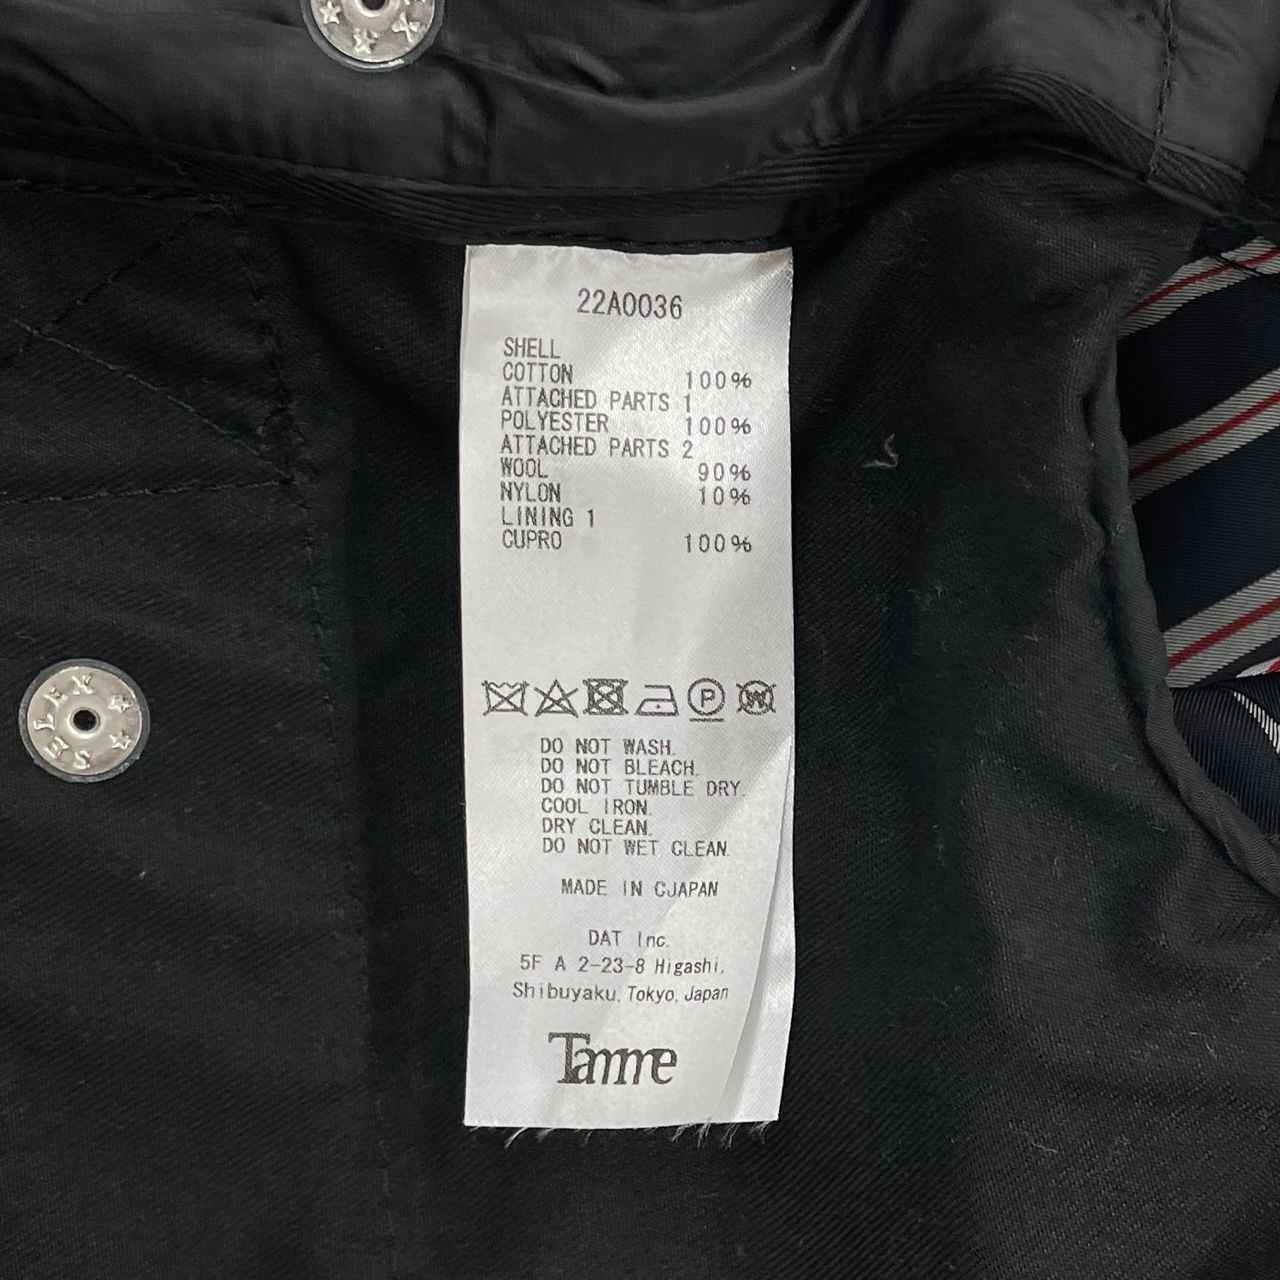 22A0036
SHELL
COTTON 100%
ATTACHED PARTS 1
POLYESTER 100%
ATTACHED PARTS 2
WOOL 90%
NYLON 10%
LINING 1
CUPRO 100%
P W
DO NOT WASH.
DO NOT BLEACH.
DO NOT TUMBLE DRY.
COOL IRON.
DRY CLEAN.
DO NOT WET CLEAN.
MADE IN CJAPAN
DAT Inc.
5F A 2-23-8 Higashi,
Shibuyaku, Tokyo, Japan
Tamme
SELEX